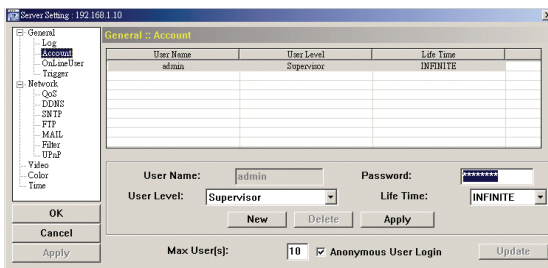 Server Setting : 192.168.1.10
General
Log
Account
OnLineUser
Trigger
Network
QoS
DDNS
SNTP
FTP
MAIL
Filter
UPnP
Video
Color
Time
OK
Cancel
Apply
General :: Account
User Name User Level Life Time
admin Supervisor INFINITE
User Name: admin Password: ********
User Level: Supervisor Life Time: INFINITE
New Delete Apply
Max User(s): 10 Anonymous User Login Update